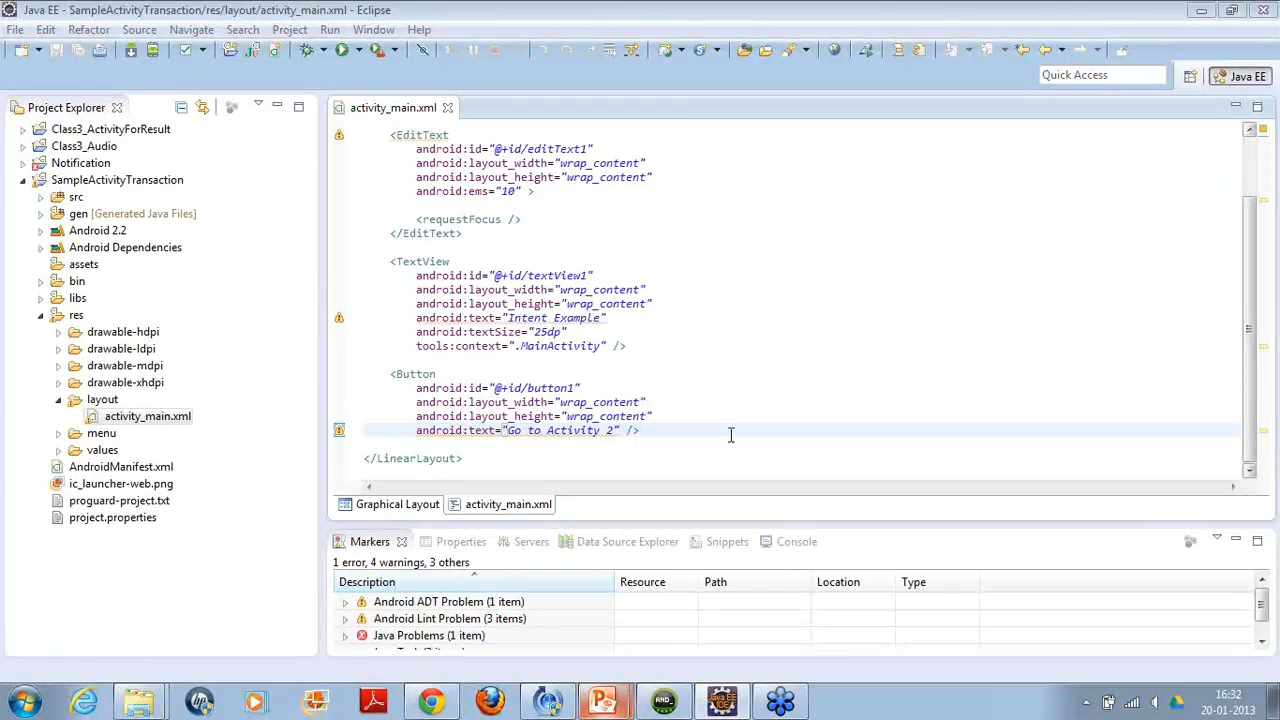 Java EE - SampleActivityTransaction/res/layout/activity_main.xml - Eclipse
File Edit Refactor Source Navigate Search Project Run Window Help
Quick Access
Java EE
Project Explorer
activity_main.xml
Class3_ActivityForResult
Class3_Audio
Notification
SampleActivityTransaction
src
gen [Generated Java Files]
Android 2.2
Android Dependencies
assets
bin
libs
res
drawable-hdpi
drawable-ldpi
drawable-mdpi
drawable-xhdpi
layout
activity_main.xml
menu
values
AndroidManifest.xml
ic_launcher-web.png
proguard-project.txt
project.properties
<EditText
android:id="@+id/editText1"
android:layout_width="wrap_content"
android:layout_height="wrap_content"
android:ems="10" >
<requestFocus />
</EditText>
<TextView
android:id="@+id/textView1"
android:layout_width="wrap_content"
android:layout_height="wrap_content"
android:text="Intent Example"
android:textSize="25dp"
tools:context=".MainActivity" />
<Button
android:id="@+id/button1"
android:layout_width="wrap_content"
android:layout_height="wrap_content"
android:text="Go to Activity 2" />
</LinearLayout>
Graphical Layout activity_main.xml
Markers Properties Servers Data Source Explorer Snippets Console
1 error, 4 warnings, 3 others
Description Resource Path Location Type
Android ADT Problem (1 item)
Android Lint Problem (3 items)
Java Problems (1 item)
16:32
20-01-2013